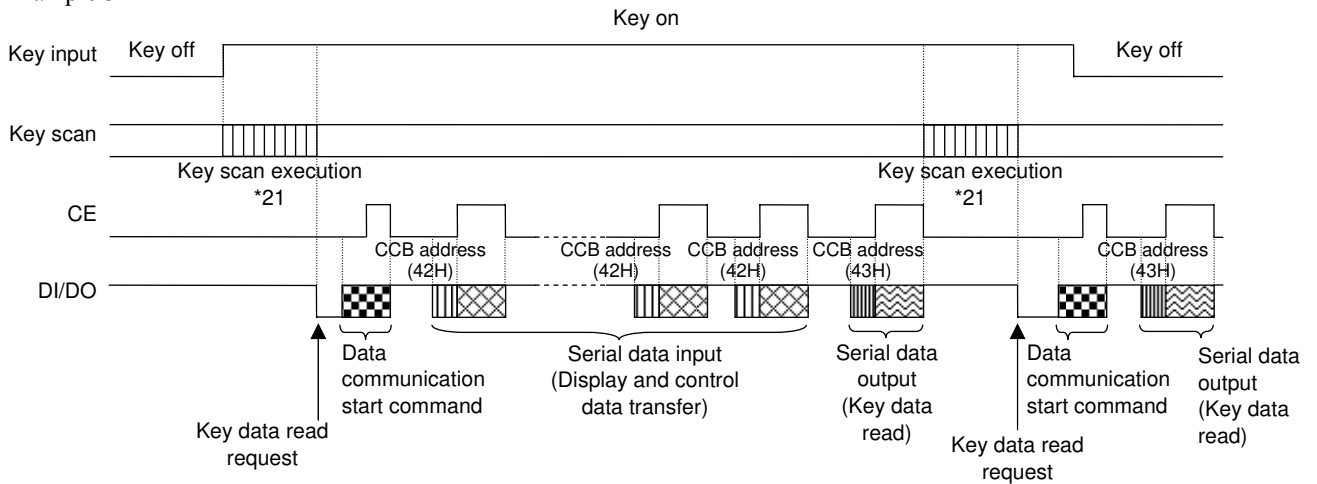 Key on
Key input
Key off
Key off
Key scan
Key scan execution
*21
Key scan execution
*21
CE
CCB address
(42H)
CCB address
(42H)
CCB address
(42H)
CCB address
(43H)
CCB address
(43H)
DI/DO
Data
communication
start command
Serial data input
(Display and control
data transfer)
Serial data
output
(Key data
read)
Data
communication
start command
Serial data
output
(Key data
read)
Key data read
request
Key data read
request